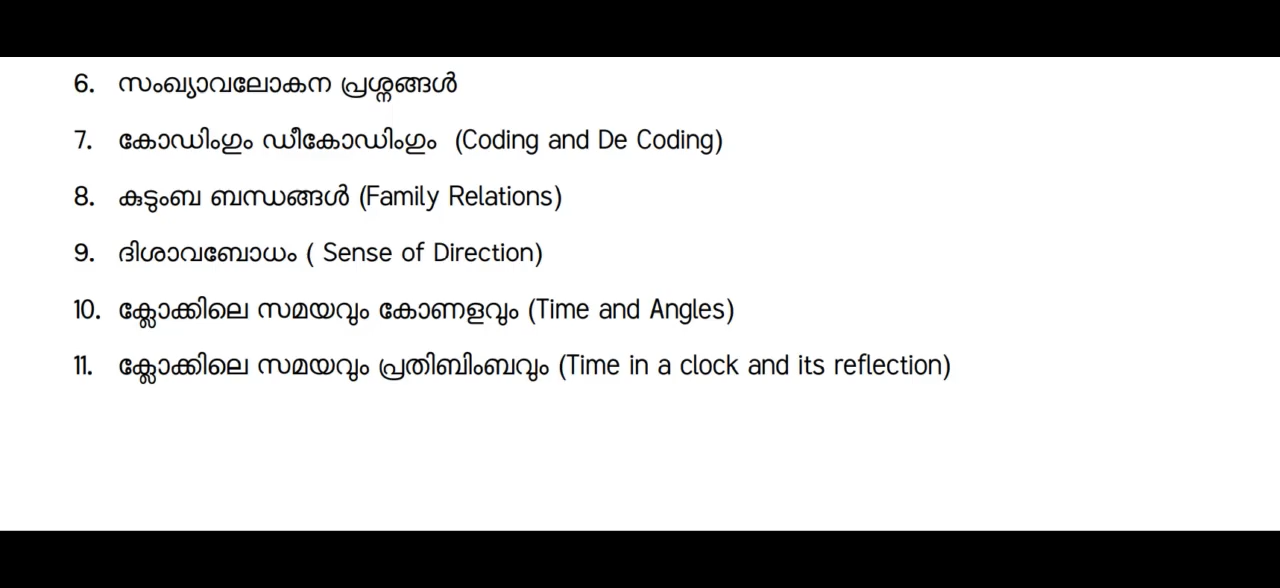 6. സംഖ്യാവലോകന പ്രശ്നങ്ങൾ
7. കോഡിംഗും ഡീകോഡിംഗും (Coding and De Coding)
8. കുടുംബ ബന്ധങ്ങൾ (Family Relations)
9. ദിശാവബോധം ( Sense of Direction)
10. ക്ലോക്കിലെ സമയവും കോണളവും (Time and Angles)
11. ക്ലോക്കിലെ സമയവും പ്രതിബിംബവും (Time in a clock and its reflection)